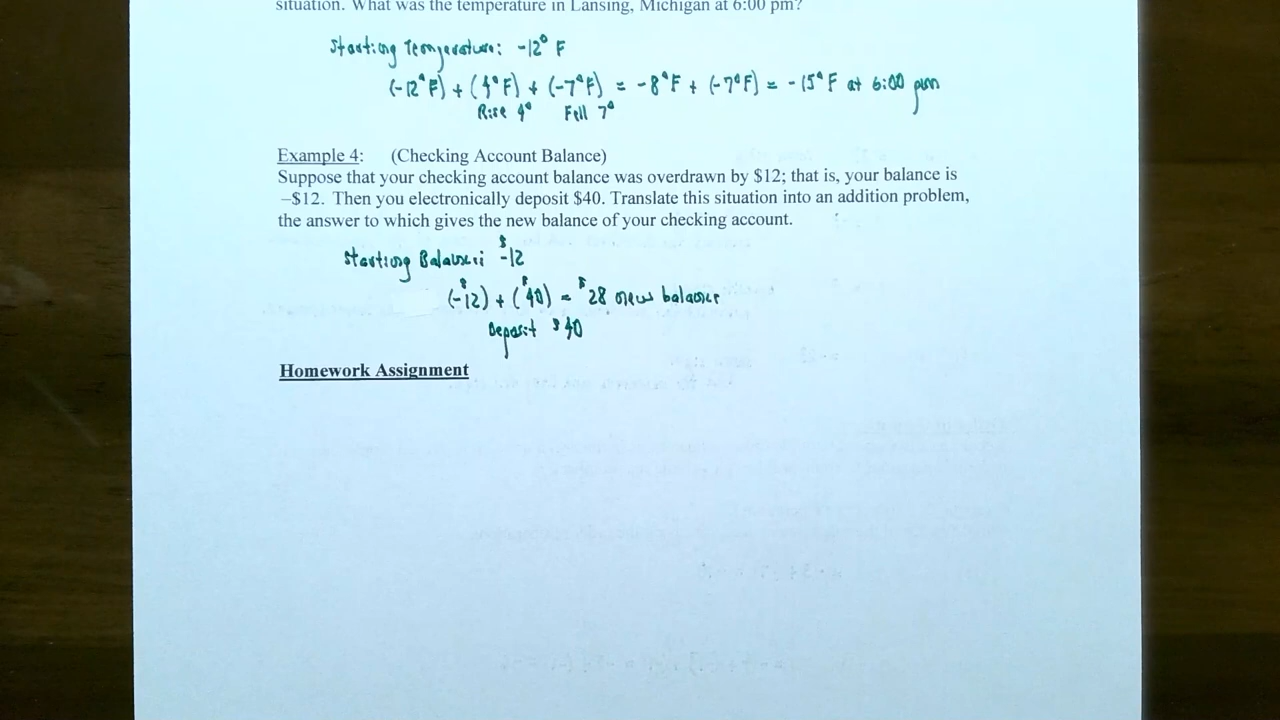 situation. What was the temperature in Lansing, Michigan at 6:00 pm?
Starting Temperature: -12° F
(-12°F) + (4°F) + (-7°F) = -8°F + (-7°F) = -15°F at 6:00 pm
Rise 4° Fell 7°
Example 4: (Checking Account Balance)
Suppose that your checking account balance was overdrawn by $12; that is, your balance is
–$12. Then you electronically deposit $40. Translate this situation into an addition problem,
the answer to which gives the new balance of your checking account.
Starting Balance: -$12
(-$12) + ($40) = $28 new balance
Deposit $40
Homework Assignment